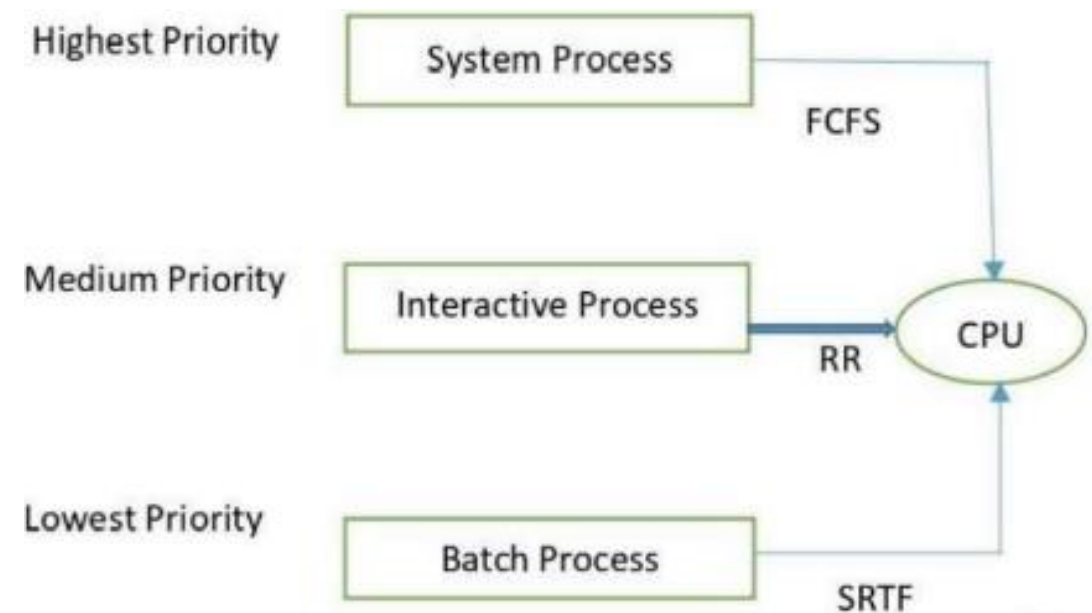 Highest Priority
System Process
FCFS
Medium Priority
Interactive Process
CPU
RR
Lowest Priority
Batch Process
SRTF